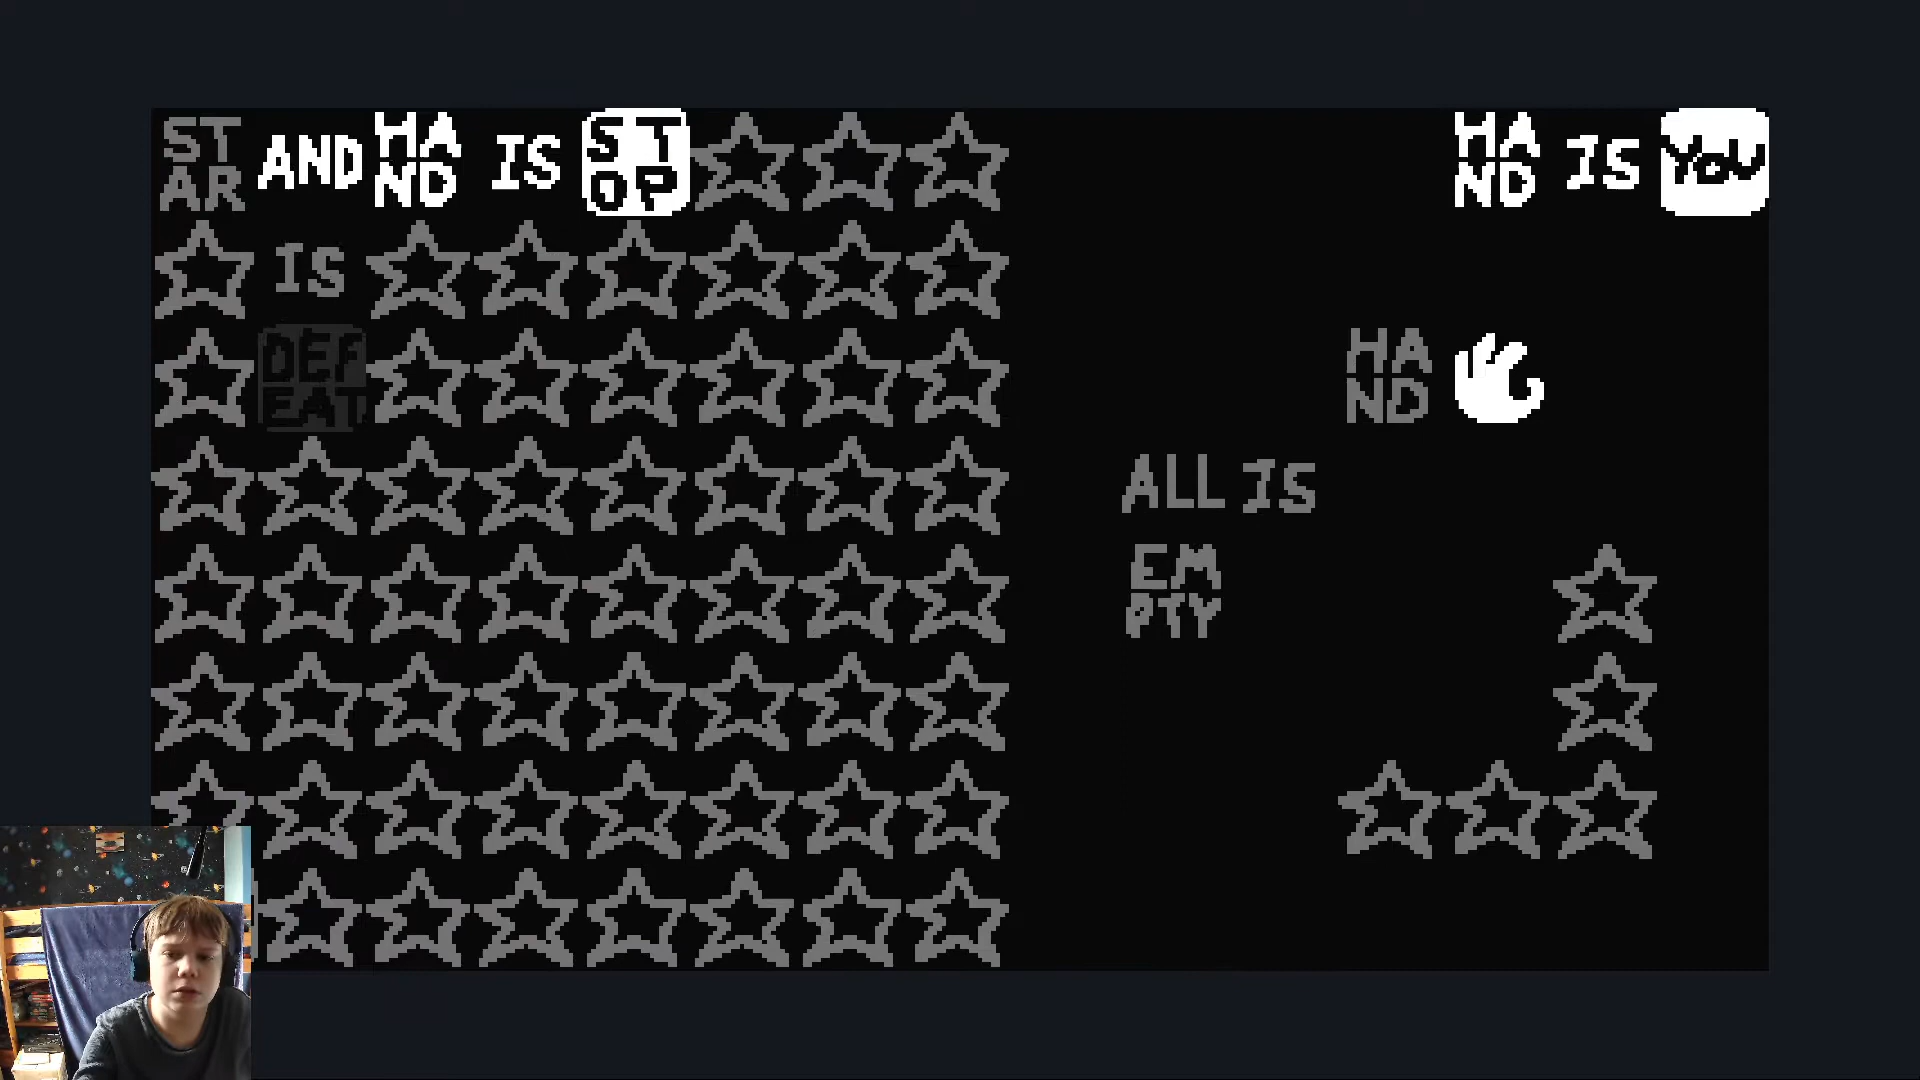 STAR AND HAND IS STOP HAND IS YOU
IS
DEFEAT HAND
ALL IS
EMPTY